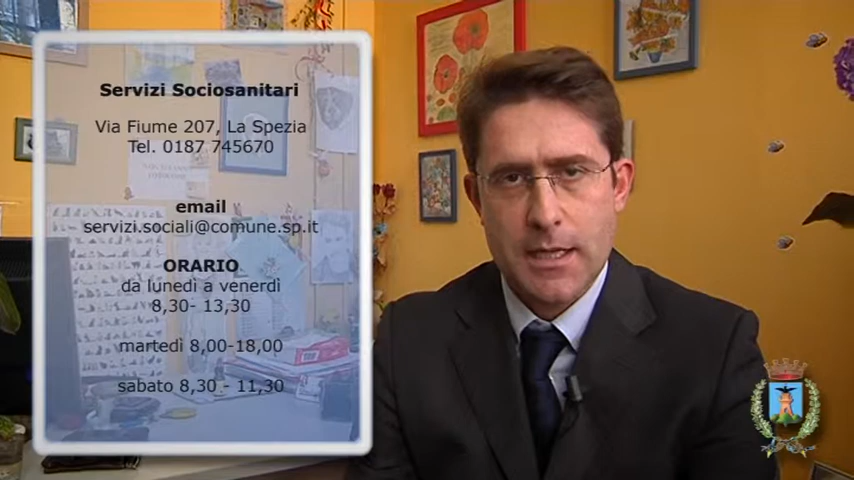 Servizi Sociosanitari
Via Fiume 207, La Spezia
Tel. 0187 745670
email
servizi.sociali@comune.sp.it
ORARIO
da lunedì a venerdì
8,30- 13,30
martedì 8,00-18,00
sabato 8,30 - 11,30